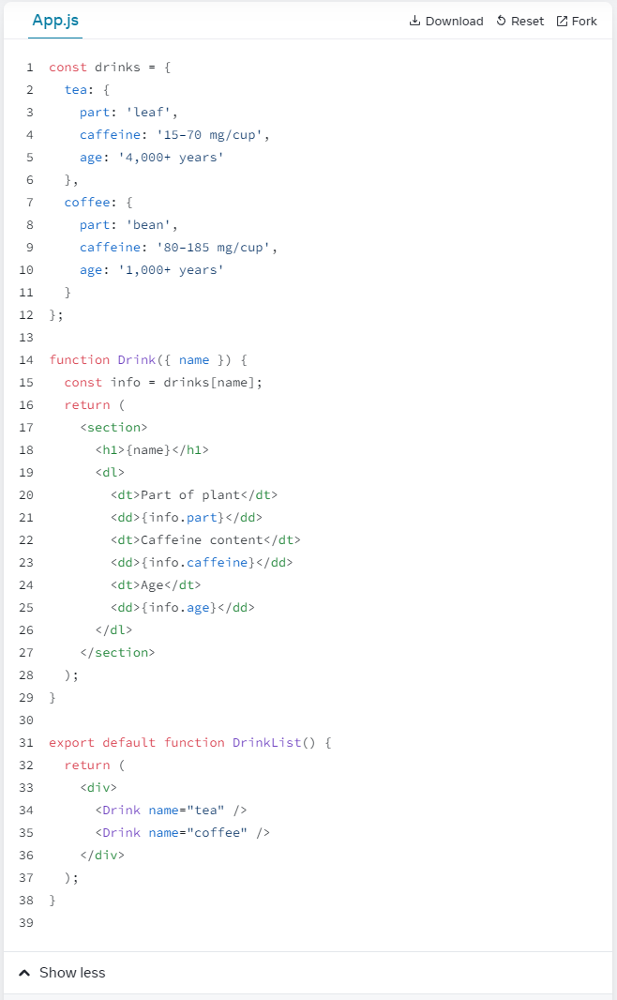 App.js
Download Reset Fork
1 const drinks = {
2   tea: {
3     part: 'leaf',
4     caffeine: '15–70 mg/cup',
5     age: '4,000+ years'
6   },
7   coffee: {
8     part: 'bean',
9     caffeine: '80–185 mg/cup',
10     age: '1,000+ years'
11   }
12 };
13
14 function Drink({ name }) {
15   const info = drinks[name];
16   return (
17     <section>
18       <h1>{name}</h1>
19       <dl>
20         <dt>Part of plant</dt>
21         <dd>{info.part}</dd>
22         <dt>Caffeine content</dt>
23         <dd>{info.caffeine}</dd>
24         <dt>Age</dt>
25         <dd>{info.age}</dd>
26       </dl>
27     </section>
28   );
29 }
30
31 export default function DrinkList() {
32   return (
33     <div>
34       <Drink name="tea" />
35       <Drink name="coffee" />
36     </div>
37   );
38 }
39
Show less